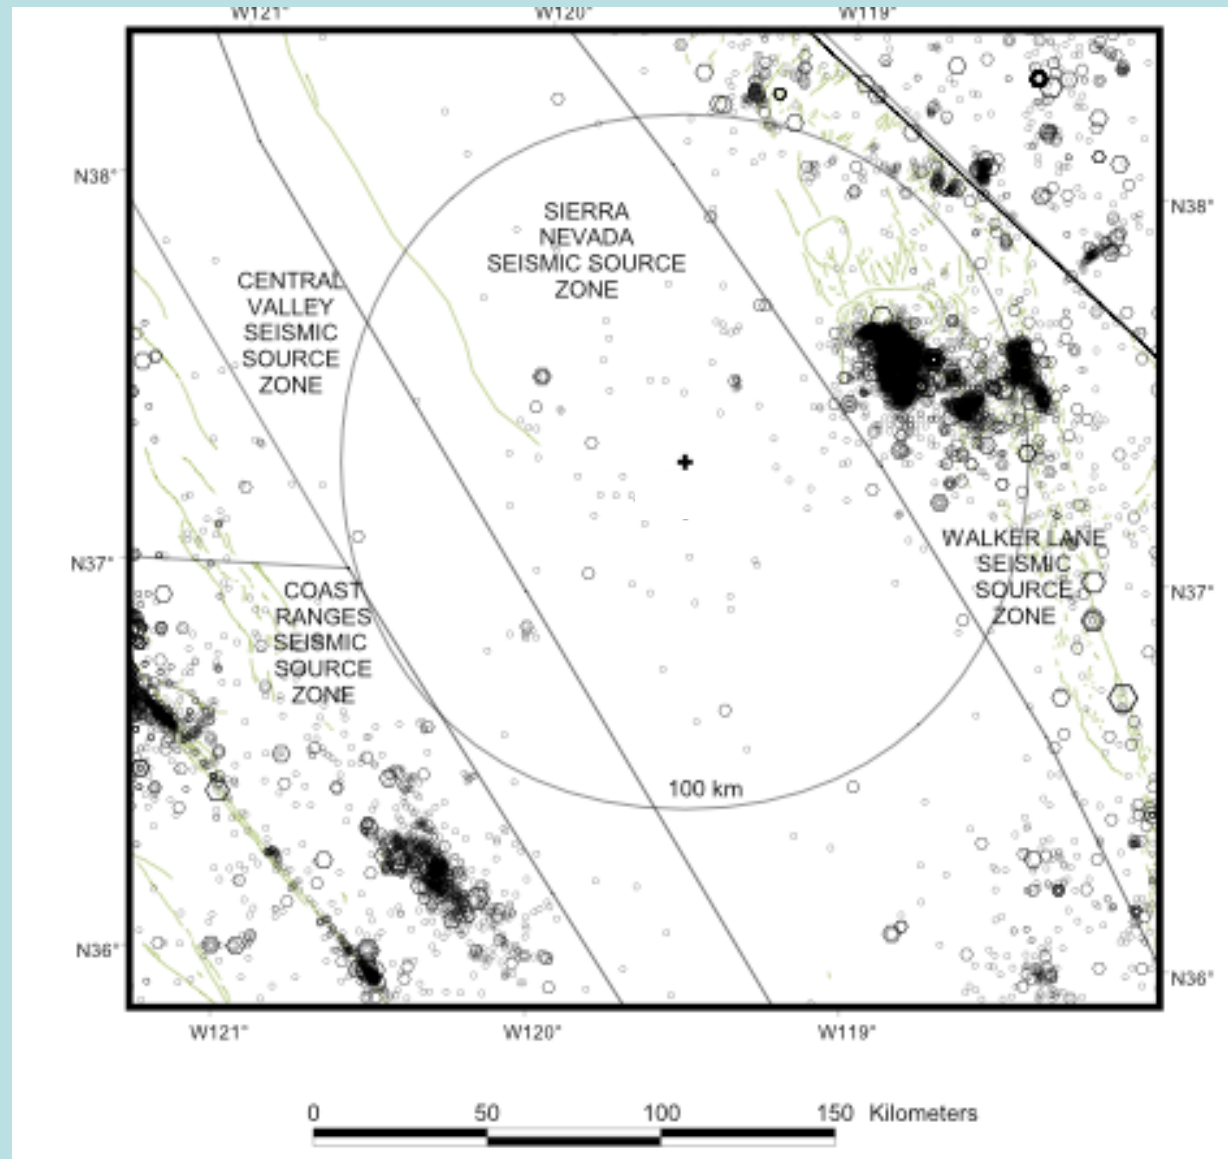 W121°
W120°
W119°
N38°
N38°
SIERRA
NEVADA
SEISMIC SOURCE
ZONE
CENTRAL
VALLEY
SEISMIC
SOURCE
ZONE
WALKER LANE
SEISMIC
SOURCE
ZONE
N37°
N37°
COAST
RANGES
SEISMIC
SOURCE
ZONE
100 km
N36°
N36°
W121°
W120°
W119°
0
50
100
150 Kilometers